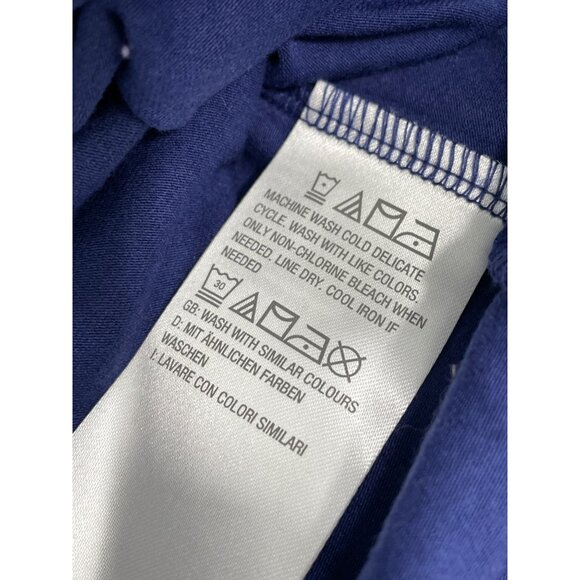 MACHINE WASH COLD DELICATE
CYCLE. WASH WITH LIKE COLORS.
ONLY NON-CHLORINE BLEACH WHEN
NEEDED. LINE DRY. COOL IRON IF
NEEDED
30
GB: WASH WITH SIMILAR COLOURS
D: MIT ÄHNLICHEN FARBEN
WASCHEN
I: LAVARE CON COLORI SIMILARI